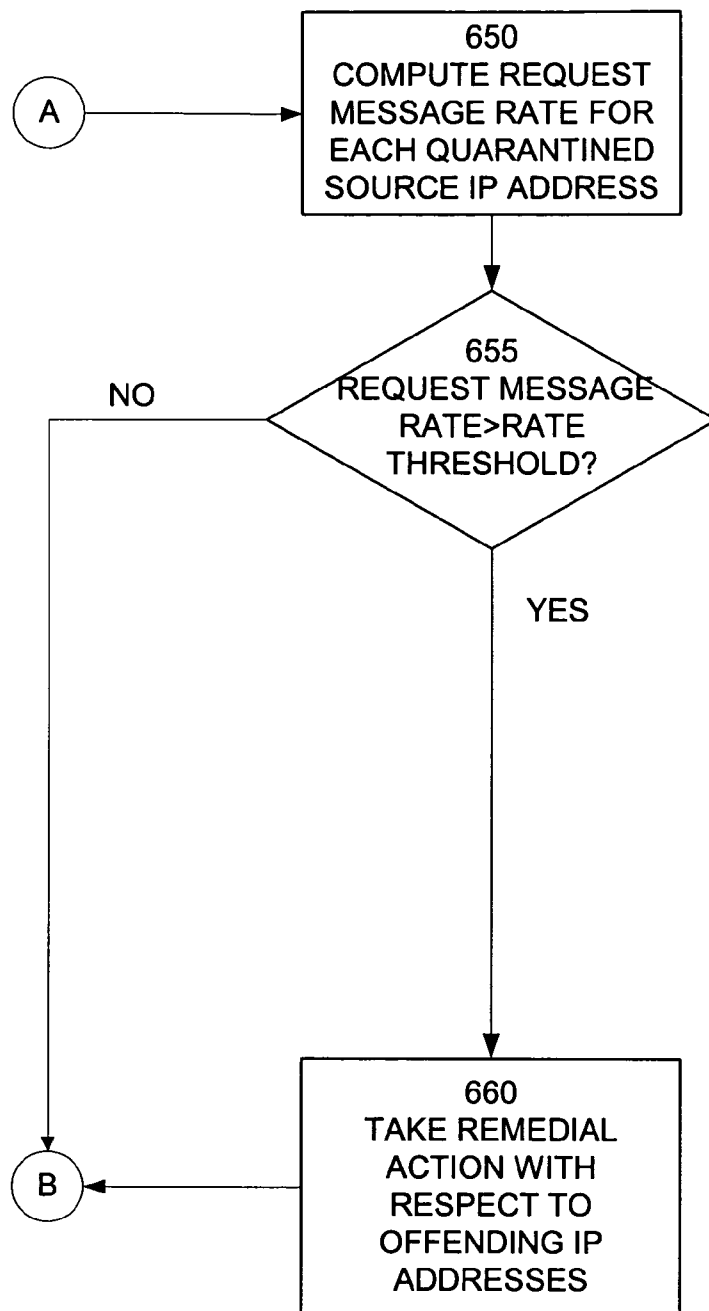 650
COMPUTE REQUEST
MESSAGE RATE FOR
EACH QUARANTINED
SOURCE IP ADDRESS
A
655
REQUEST MESSAGE
RATE>RATE
THRESHOLD?
NO
YES
660
TAKE REMEDIAL
ACTION WITH
RESPECT TO
OFFENDING IP
ADDRESSES
B